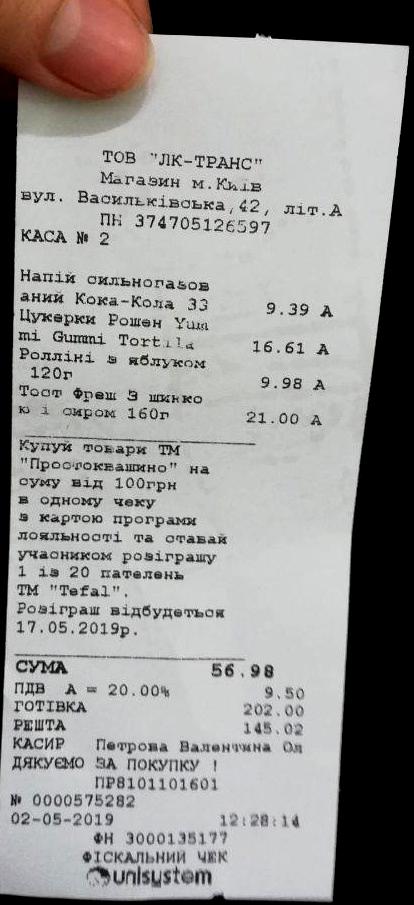 ТОВ "ЛК-ТРАНС"
Магазин м.Київ
вул. Васильківська,42, літ.А
ПН 374705126597
КАСА № 2
Напій сильногазов
аний Кока-Кола 33 9.39 А
Цукерки Рошен Yum
mi Gummi Tortila 16.61 А
Ролліні з яблуком
120г 9.98 А
Тост Фреш З шинко
ю і сиром 160г 21.00 А
Купуй товари ТМ
"Простоквашино" на
суму від 100грн
в одному чеку
з картою програми
лояльності та ставай
учасником розіграшу
1 із 20 пателень
ТМ "Tefal".
Розіграш відбудеться
17.05.2019р.
СУМА 56.98
ПДВ А = 20.00% 9.50
ГОТІВКА 202.00
РЕШТА 145.02
КАСИР Петрова Валентина Ол
ДЯКУЄМО ЗА ПОКУПКУ !
ПР8101101601
№ 0000575282
02-05-2019 12:28:14
ФН 3000135177
ФІСКАЛЬНИЙ ЧЕК
unisystem